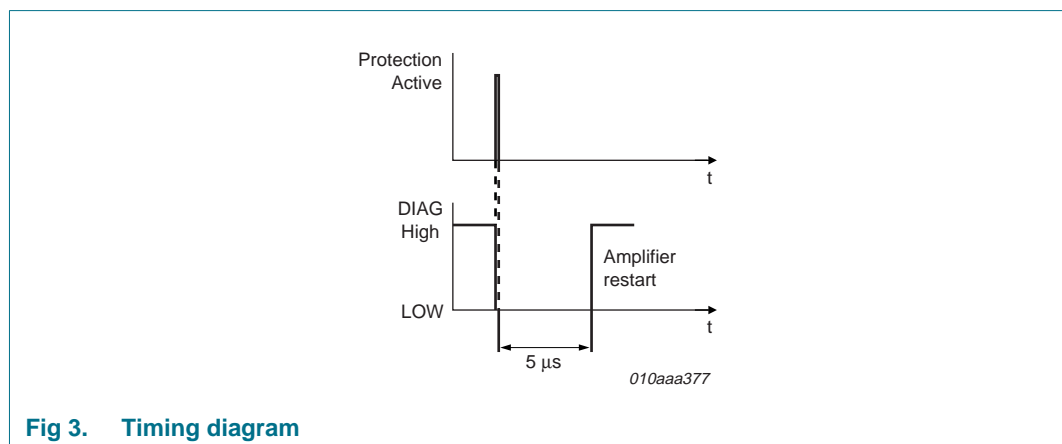 Protection
Active
t
DIAG
High
Amplifier
restart
LOW
t
5 μs
010aaa377
Fig 3. Timing diagram